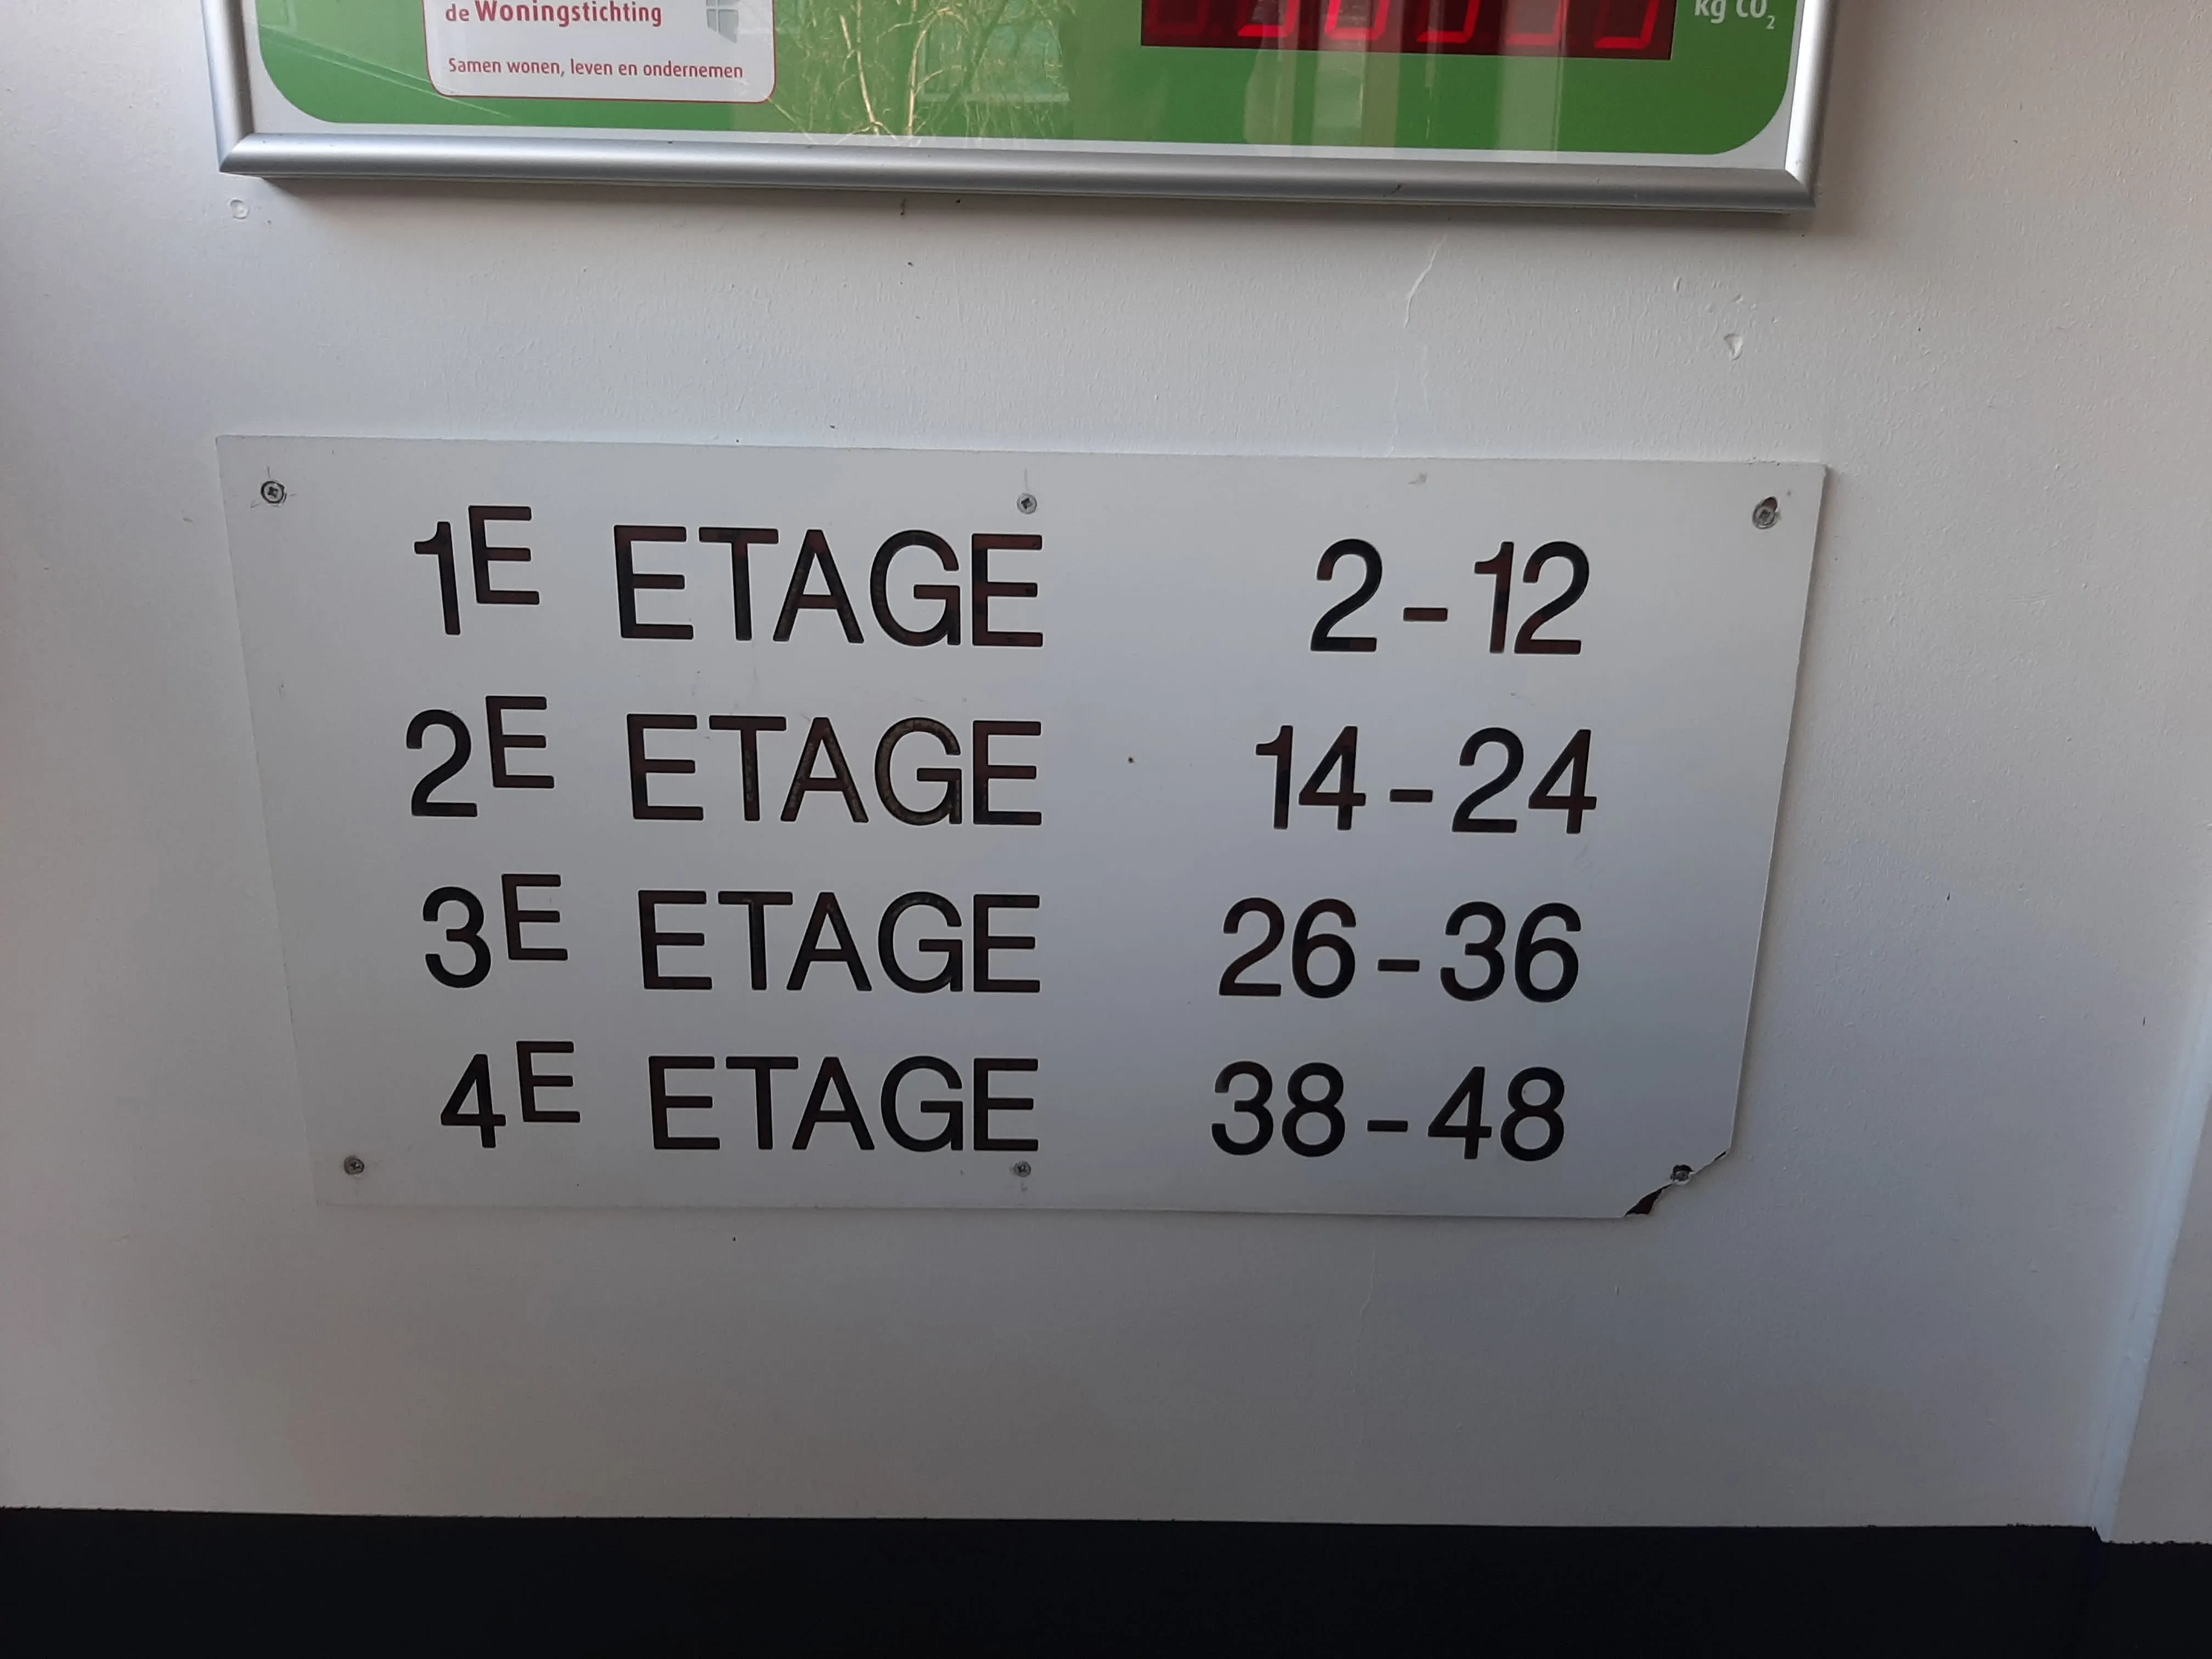 de Woningstichting
Samen wonen, leven en ondernemen
kg CO₂
1E ETAGE 2-12
2E ETAGE 14-24
3E ETAGE 26-36
4E ETAGE 38-48